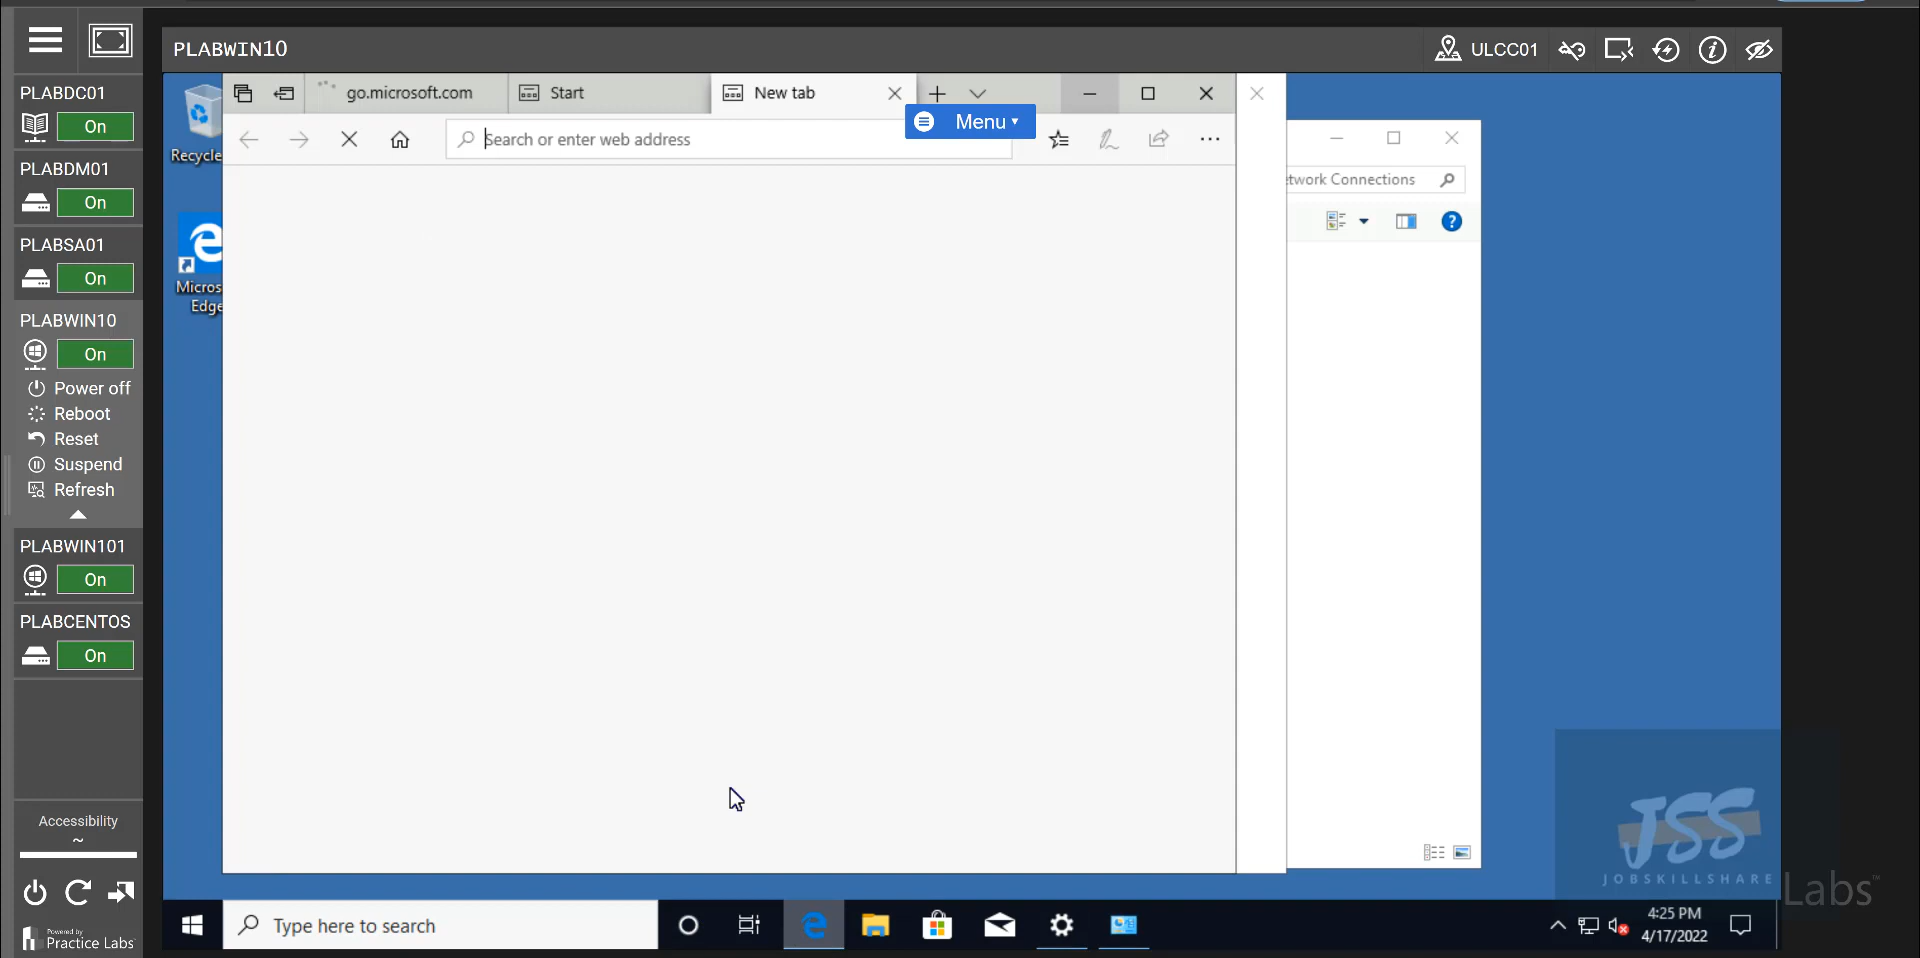 PLABWIN10
ULCC01
PLABDC01
On
PLABDM01
On
PLABSA01
On
PLABWIN10
On
Power off
Reboot
Reset
Suspend
Refresh
PLABWIN101
On
PLABCENTOS
On
Accessibility
~
Powered by
Practice Labs
Recycle
Micros
Edge
go.microsoft.com
Start
New tab
Menu
Search or enter web address
twork Connections
JSS
JOBSKILLSHARE
Labs™
Type here to search
4:25 PM
4/17/2022